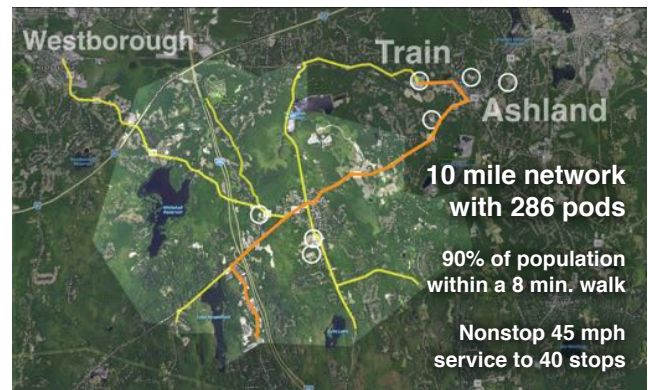 Westborough
Train
Ashland
10 mile network
with 286 pods
90% of population
within a 8 min. walk
Nonstop 45 mph
service to 40 stops